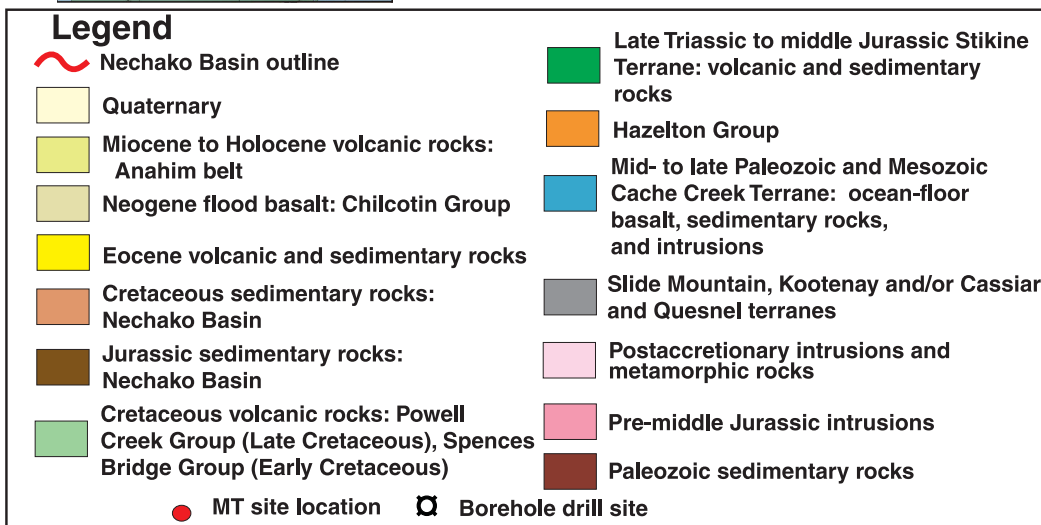 Legend
Nechako Basin outline
Quaternary
Miocene to Holocene volcanic rocks:
Anahim belt
Neogene flood basalt: Chilcotin Group
Eocene volcanic and sedimentary rocks
Cretaceous sedimentary rocks:
Nechako Basin
Jurassic sedimentary rocks:
Nechako Basin
Cretaceous volcanic rocks: Powell
Creek Group (Late Cretaceous), Spences
Bridge Group (Early Cretaceous)
Late Triassic to middle Jurassic Stikine
Terrane: volcanic and sedimentary
rocks
Hazelton Group
Mid- to late Paleozoic and Mesozoic
Cache Creek Terrane: ocean-floor
basalt, sedimentary rocks,
and intrusions
Slide Mountain, Kootenay and/or Cassiar
and Quesnel terranes
Postaccretionary intrusions and
metamorphic rocks
Pre-middle Jurassic intrusions
Paleozoic sedimentary rocks
MT site location
Borehole drill site